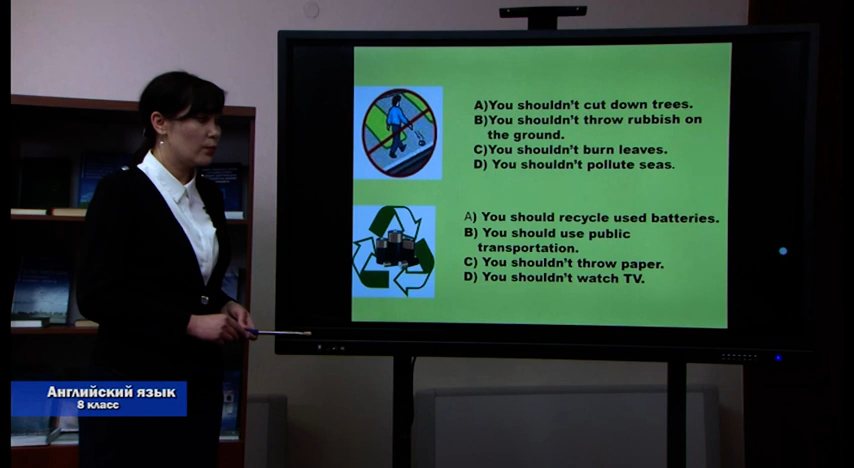 A)You shouldn't cut down trees.
B)You shouldn't throw rubbish on
the ground.
C)You shouldn't burn leaves.
D) You shouldn't pollute seas.
A) You should recycle used batteries.
B) You should use public
transportation.
C) You shouldn't throw paper.
D) You shouldn't watch TV.
Английский язык
8 класс